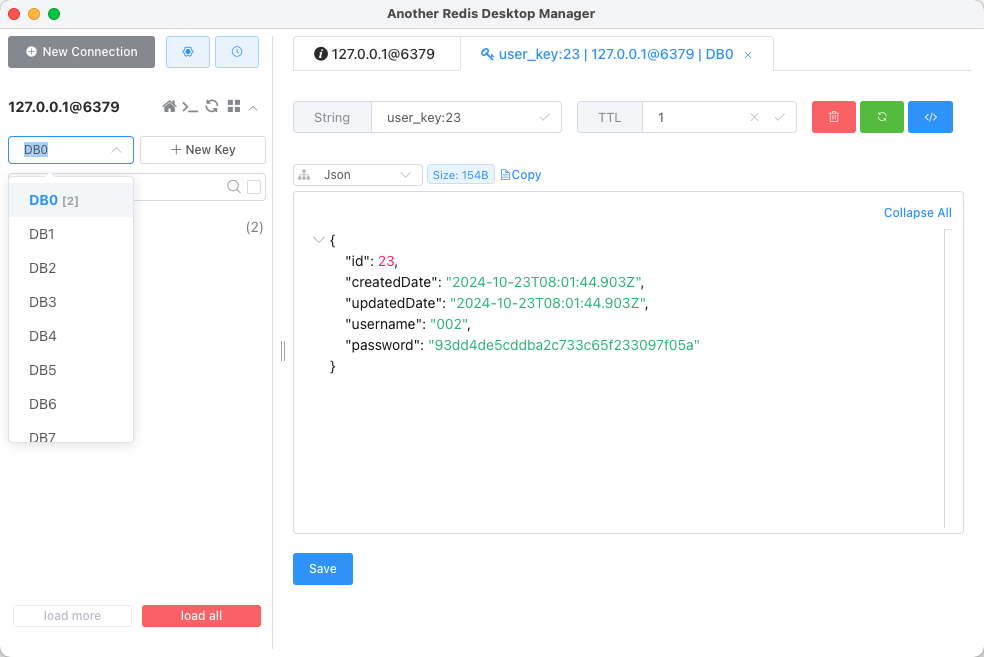 Another Redis Desktop Manager
New Connection
127.0.0.1@6379
user_key:23 | 127.0.0.1@6379 | DB0
127.0.0.1@6379
String
user_key:23
TTL
1
DB0
New Key
Json
Size: 154B
Copy
DB0 [2]
DB1
(2)
DB2
DB3
DB4
DB5
DB6
DB7
Collapse All
{
"id": 23,
"createdDate": "2024-10-23T08:01:44.903Z",
"updatedDate": "2024-10-23T08:01:44.903Z",
"username": "002",
"password": "93dd4de5cddba2c733c65f233097f05a"
}
Save
load more
load all